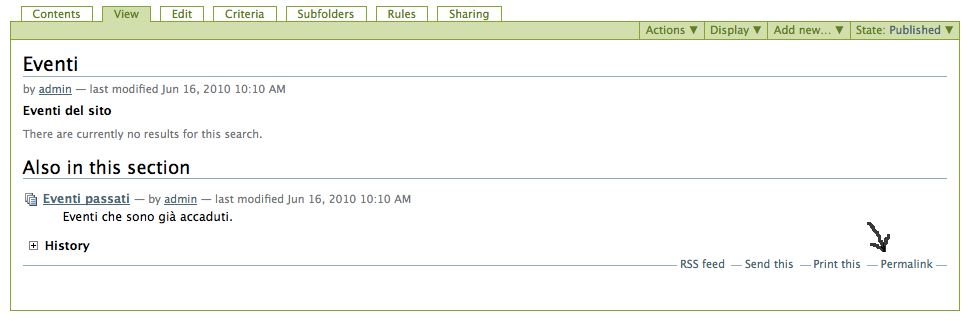 Contents View Edit Criteria Subfolders Rules Sharing
Actions ▼ Display ▼ Add new... ▼ State: Published ▼
Eventi
by admin — last modified Jun 16, 2010 10:10 AM
Eventi del sito
There are currently no results for this search.
Also in this section
Eventi passati — by admin — last modified Jun 16, 2010 10:10 AM
Eventi che sono già accaduti.
History
RSS feed — Send this — Print this — Permalink —